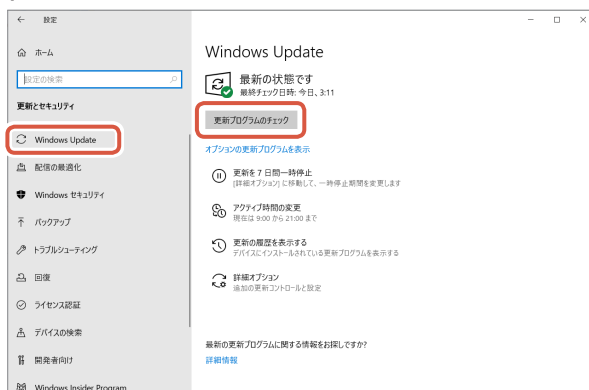 設定
ホーム
設定の検索
更新とセキュリティ
Windows Update
配信の最適化
Windows セキュリティ
バックアップ
トラブルシューティング
回復
ライセンス認証
デバイスの検索
開発者向け
Windows Insider Program
Windows Update
最新の状態です
最終チェック日時: 今日、3:11
更新プログラムのチェック
オプションの更新プログラムを表示
更新を 7 日間一時停止
[詳細オプション] に移動して、一時停止期間を変更します
アクティブ時間の変更
現在は 9:00 から 21:00 まで
更新の履歴を表示する
デバイスにインストールされている更新プログラムを表示する
詳細オプション
追加の更新コントロールと設定
最新の更新プログラムに関する情報をお探しですか?
詳細情報